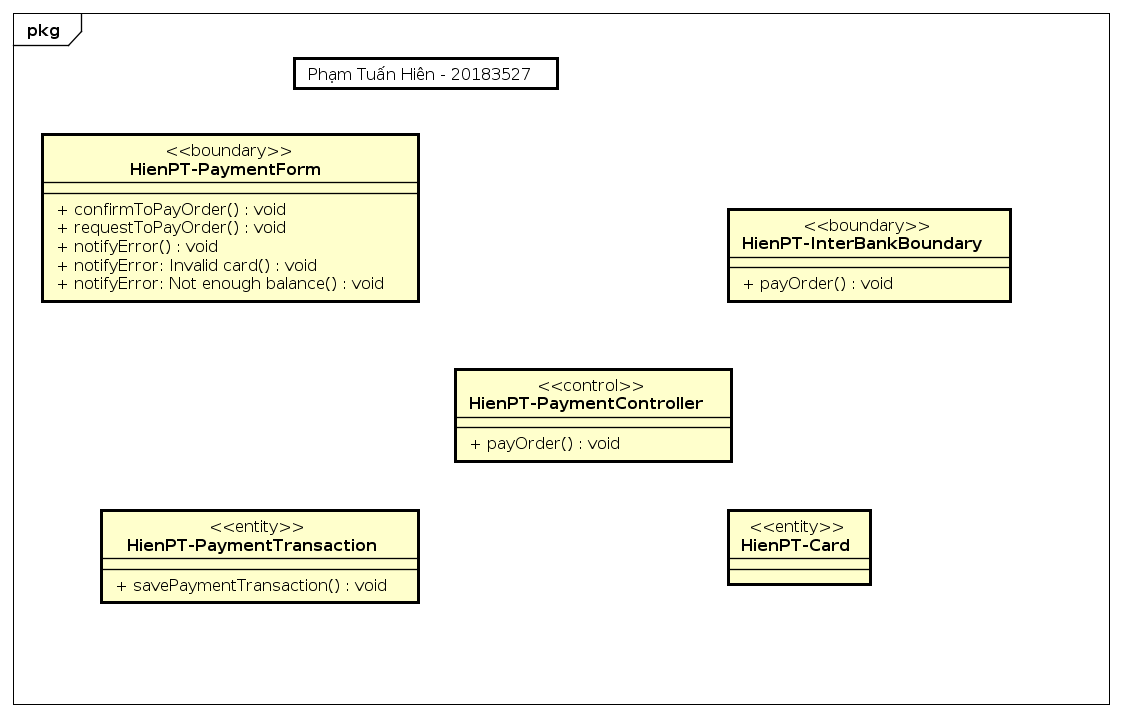 pkg
Phạm Tuấn Hiên - 20183527
<<boundary>>
HienPT-PaymentForm
+ confirmToPayOrder() : void
+ requestToPayOrder() : void
+ notifyError() : void
+ notifyError: Invalid card() : void
+ notifyError: Not enough balance() : void
<<boundary>>
HienPT-InterBankBoundary
+ payOrder() : void
<<control>>
HienPT-PaymentController
+ payOrder() : void
<<entity>>
HienPT-PaymentTransaction
+ savePaymentTransaction() : void
<<entity>>
HienPT-Card